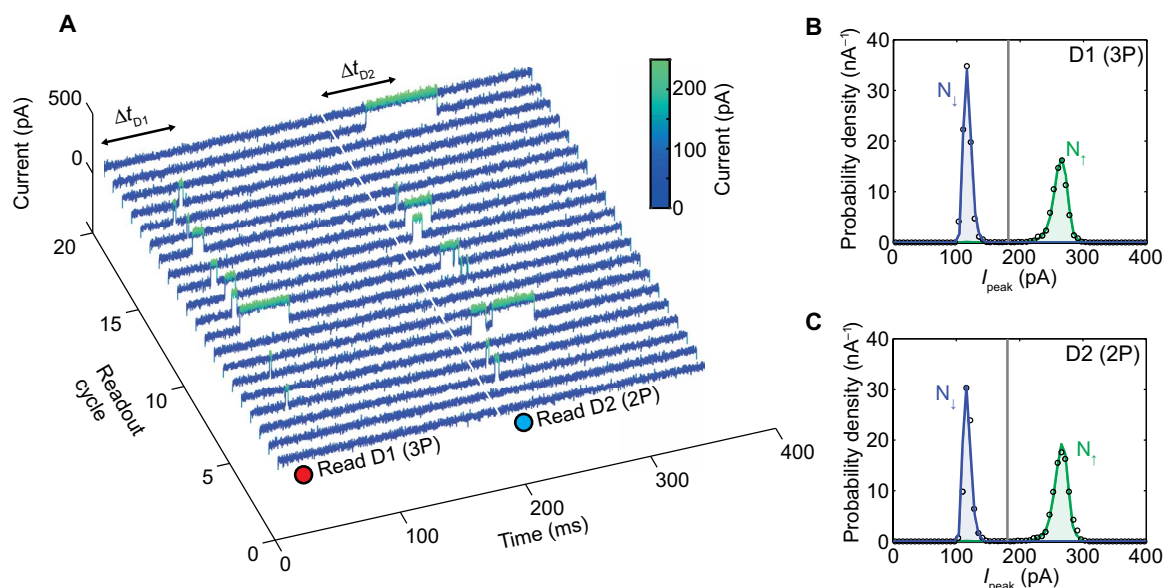 A
Δt_D1
Δt_D2
Current (pA)
500
0
200
100
0
Current (pA)
20
15
10
5
0
Readout
cycle
Read D1 (3P)
Read D2 (2P)
0
100
200
300
400
Time (ms)
B
D1 (3P)
N↓
N↑
Probability density (nA⁻¹)
40
30
20
10
0
0
100
200
300
400
I_peak (pA)
C
D2 (2P)
N↓
N↑
Probability density (nA⁻¹)
40
30
20
10
0
0
100
200
300
400
I_peak (pA)